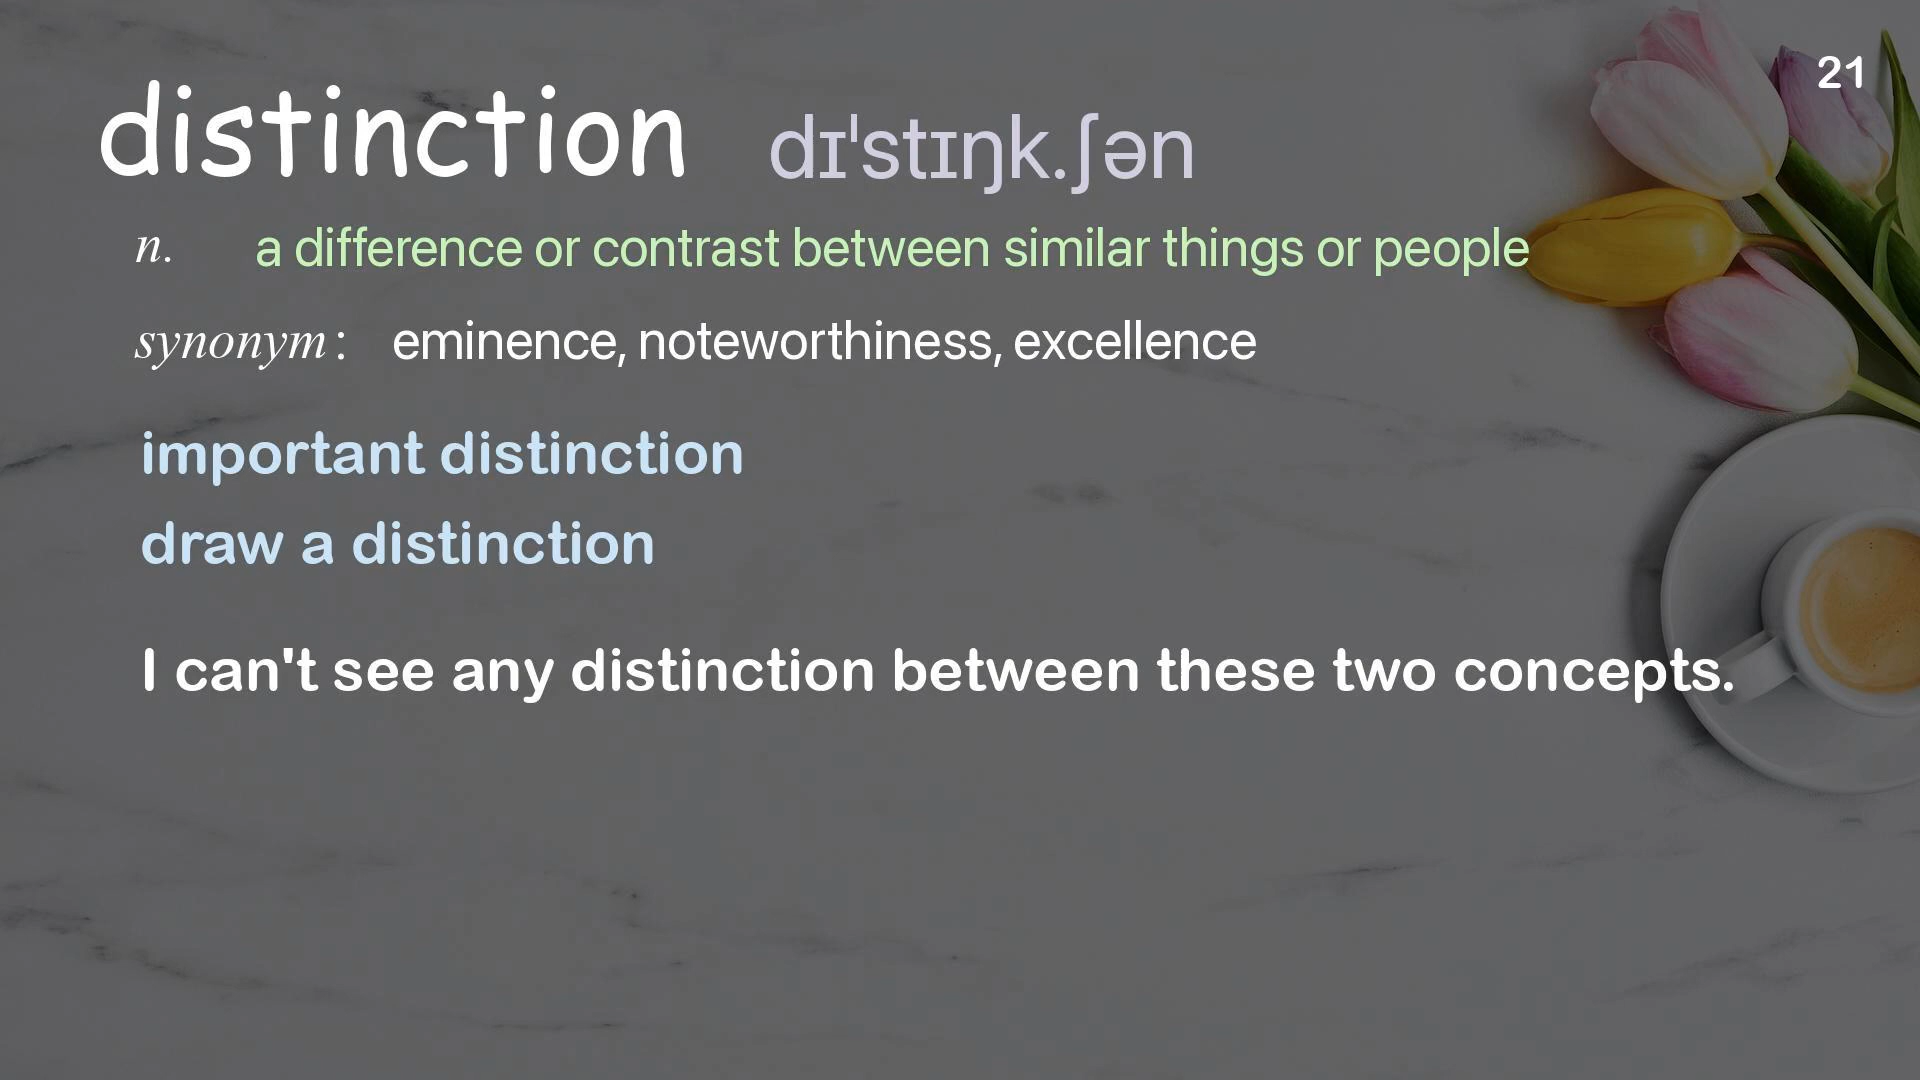 21
distinction dɪˈstɪŋk.ʃən
n. a difference or contrast between similar things or people
synonym: eminence, noteworthiness, excellence
important distinction
draw a distinction
I can't see any distinction between these two concepts.